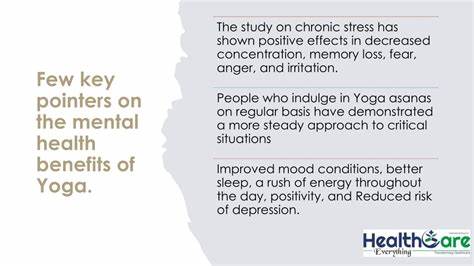 Few key
pointers on
the mental
health
benefits of
Yoga.
The study on chronic stress has
shown positive effects in decreased
concentration, memory loss, fear,
anger, and irritation.
People who indulge in Yoga asanas
on regular basis have demonstrated
a more steady approach to critical
situations
Improved mood conditions, better
sleep, a rush of energy throughout
the day, positivity, and Reduced risk
of depression.
HealthCare
Everything